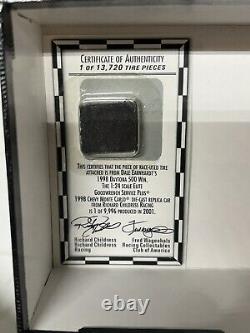 CERTIFICATE OF AUTHENTICITY
1 OF 13,720 TIRE PIECES
THIS CERTIFIES THAT THE PIECE OF RACE-USED TIRE
ATTACHED IS FROM DALE EARNHARDT'S
1998 DAYTONA 500 WIN.
THE 1:24 SCALE ELITE
GOODWRENCH SERVICE PLUS
1998 CHEVY MONTE CARLO DIE-CAST REPLICA CAR
FROM RICHARD CHILDRESS RACING
IS 1 OF 9,996 PRODUCED IN 2001.
Richard Childress
Richard Childress
Racing
Fred Wagenhals
Racing Collectables
Club of America